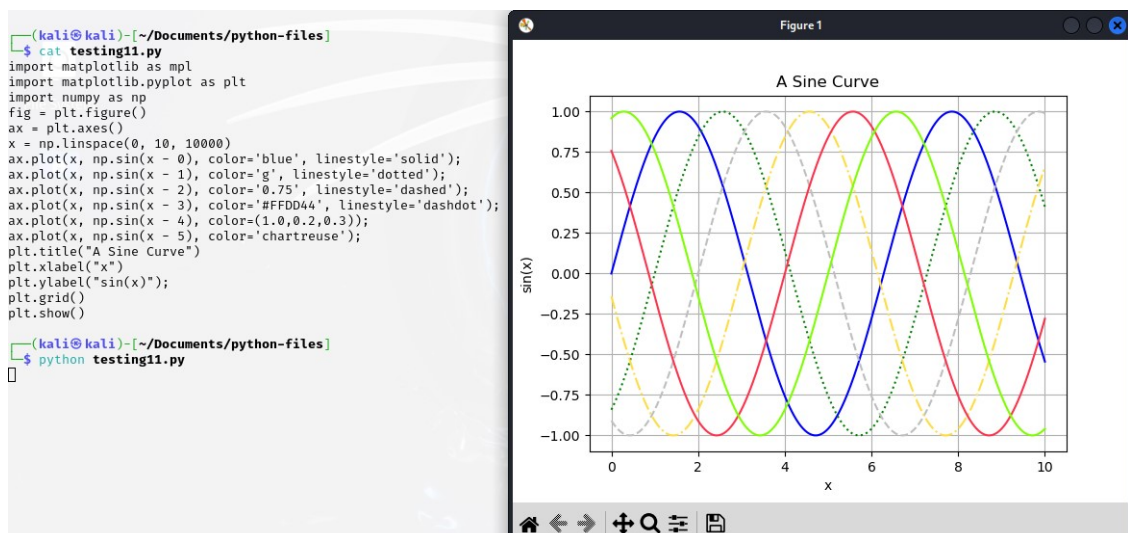 ┌──(kali㉿kali)-[~/Documents/python-files]
└─$ cat testing11.py
import matplotlib as mpl
import matplotlib.pyplot as plt
import numpy as np
fig = plt.figure()
ax = plt.axes()
x = np.linspace(0, 10, 10000)
ax.plot(x, np.sin(x - 0), color='blue', linestyle='solid');
ax.plot(x, np.sin(x - 1), color='g', linestyle='dotted');
ax.plot(x, np.sin(x - 2), color='0.75', linestyle='dashed');
ax.plot(x, np.sin(x - 3), color='#FFDD44', linestyle='dashdot');
ax.plot(x, np.sin(x - 4), color=(1.0,0.2,0.3));
ax.plot(x, np.sin(x - 5), color='chartreuse');
plt.title("A Sine Curve")
plt.xlabel("x")
plt.ylabel("sin(x)");
plt.grid()
plt.show()
┌──(kali㉿kali)-[~/Documents/python-files]
└─$ python testing11.py
Figure 1
A Sine Curve
1.00
0.75
0.50
0.25
0.00
−0.25
−0.50
−0.75
−1.00
sin(x)
0 2 4 6 8 10
x